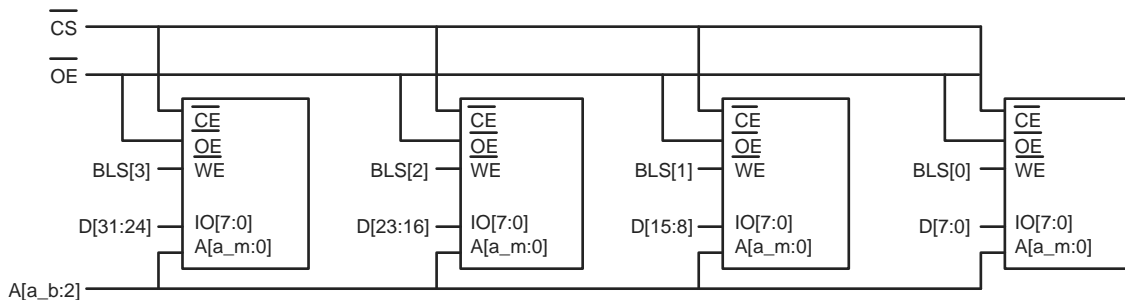 CS
OE
CE
OE
BLS[3] WE
D[31:24] IO[7:0]
A[a_m:0]
CE
OE
BLS[2] WE
D[23:16] IO[7:0]
A[a_m:0]
CE
OE
BLS[1] WE
D[15:8] IO[7:0]
A[a_m:0]
CE
OE
BLS[0] WE
D[7:0] IO[7:0]
A[a_m:0]
A[a_b:2]